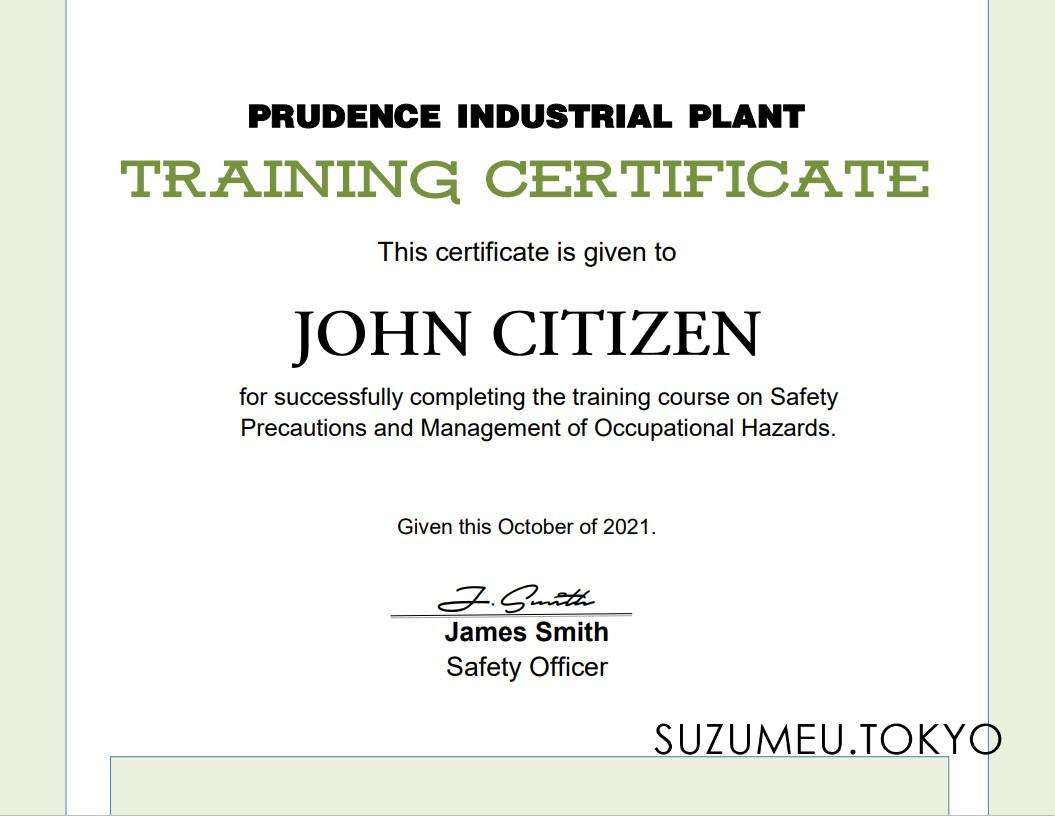 PRUDENCE INDUSTRIAL PLANT
TRAINING CERTIFICATE
This certificate is given to
JOHN CITIZEN
for successfully completing the training course on Safety
Precautions and Management of Occupational Hazards.
Given this October of 2021.
J. Smith
James Smith
Safety Officer
SUZUMEU.TOKYO